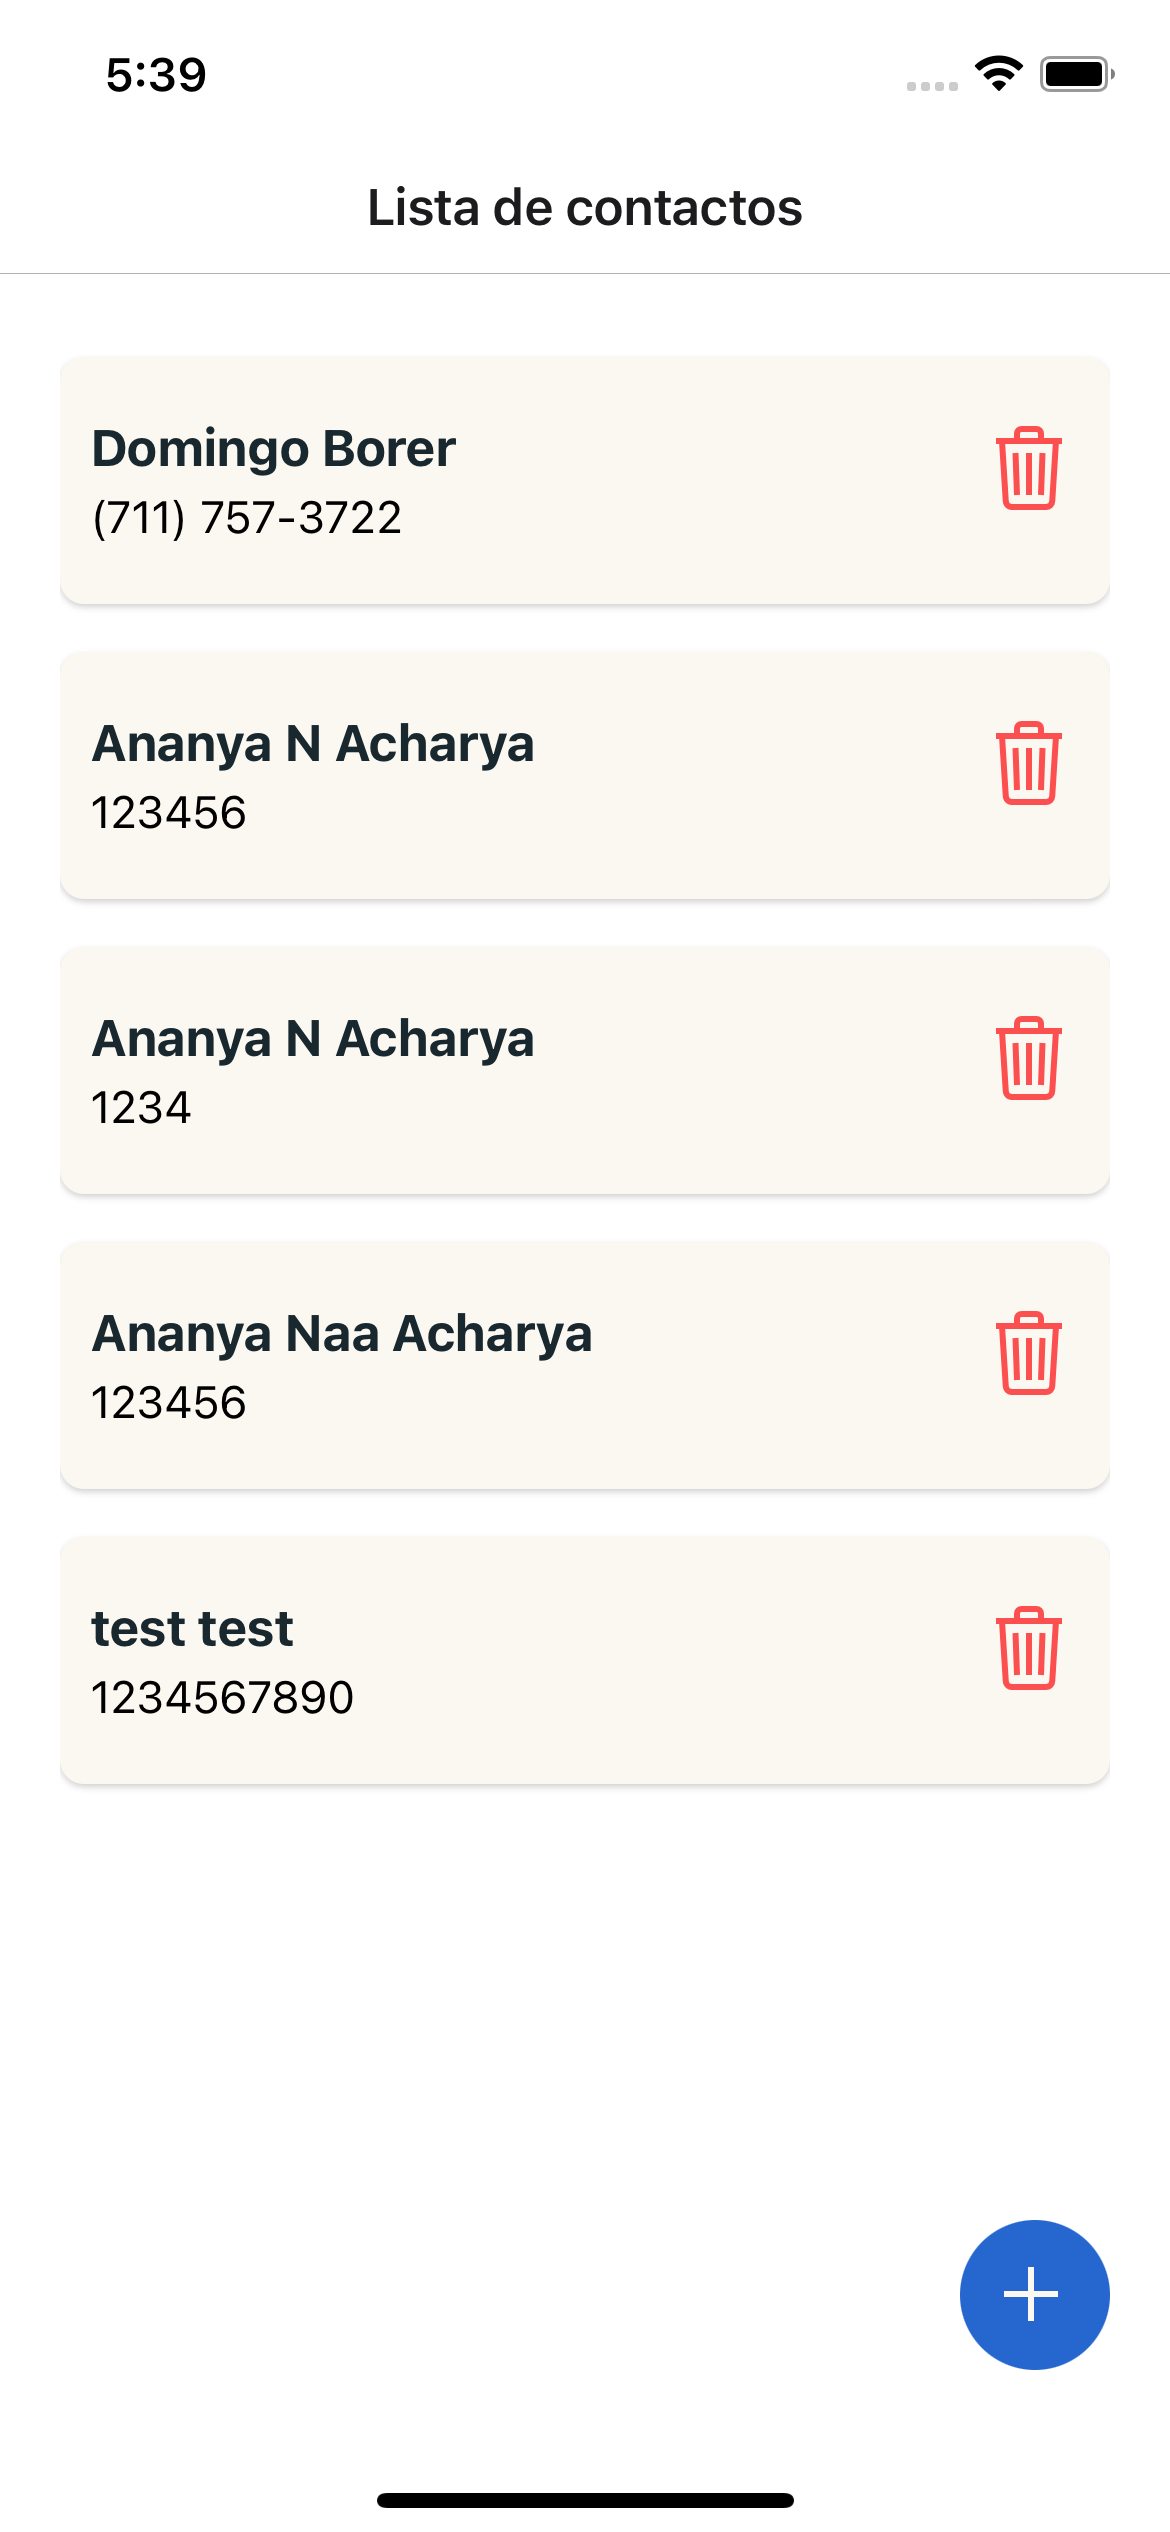 5:39
Lista de contactos
Domingo Borer
(711) 757-3722
Ananya N Acharya
123456
Ananya N Acharya
1234
Ananya Naa Acharya
123456
test test
1234567890